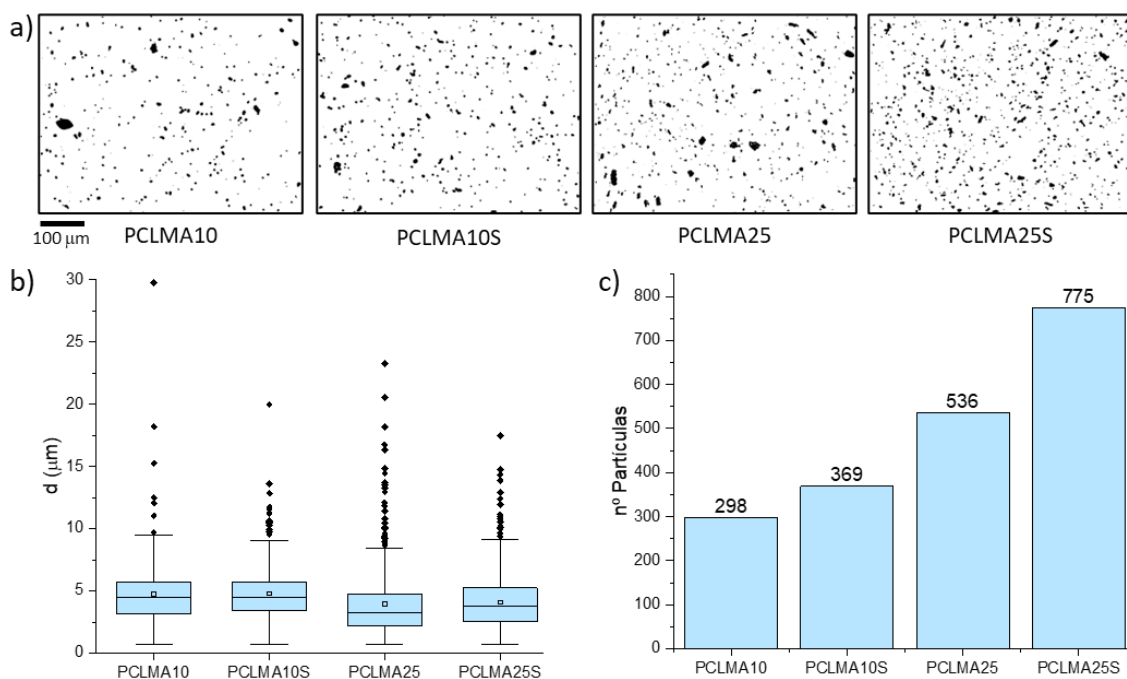 a)
100 μm
PCLMA10
PCLMA10S
PCLMA25
PCLMA25S
b)
d (μm)
30
25
20
15
10
5
0
PCLMA10
PCLMA10S
PCLMA25
PCLMA25S
c)
nº Partículas
800
700
600
500
400
300
200
100
0
298
369
536
775
PCLMA10
PCLMA10S
PCLMA25
PCLMA25S